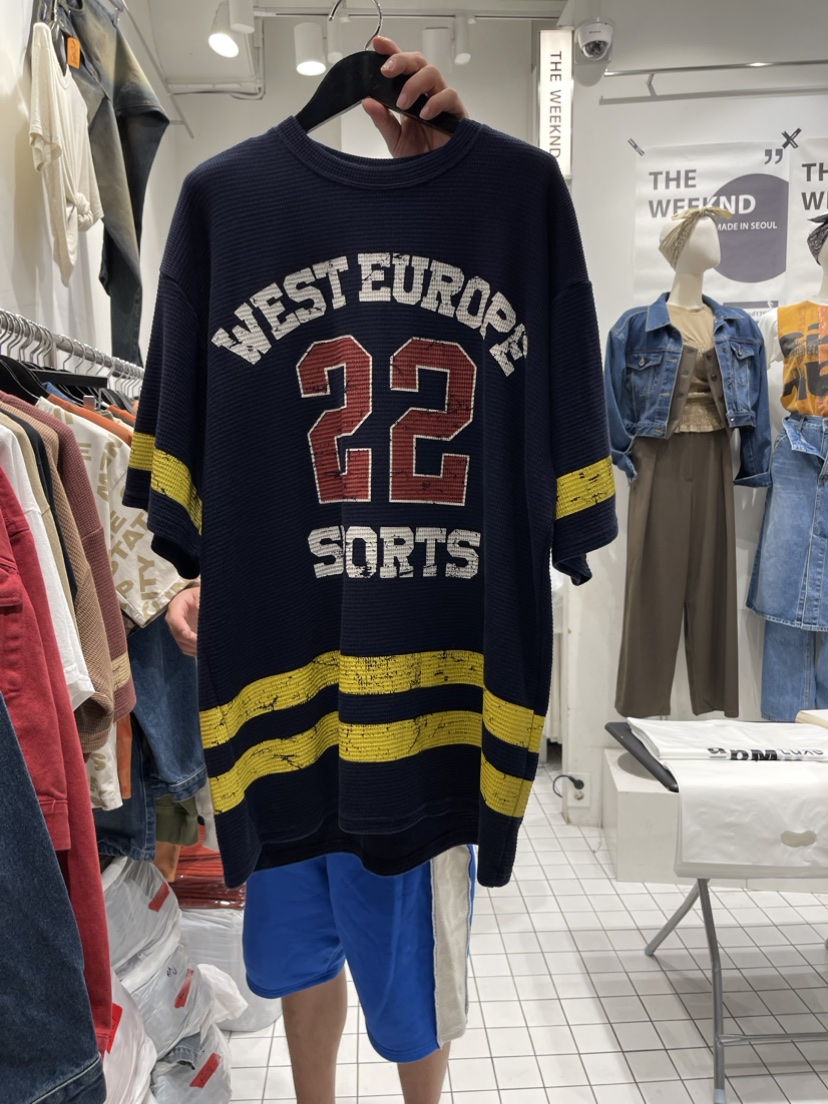 WEST EUROPE
22
SPORTS
THE WEEKND
THE
WEEKND
MADE IN SEOUL